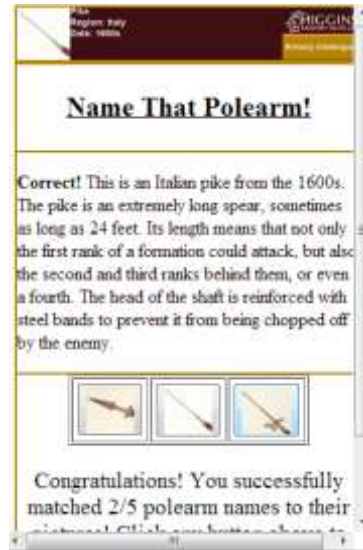 Pike
Region: Italy
Date: 1600s
HIGGINS
Name That Polearm!
Correct! This is an Italian pike from the 1600s.
The pike is an extremely long spear, sometimes
as long as 24 feet. Its length means that not only
the first rank of a formation could attack, but also
the second and third ranks behind them, or even
a fourth. The head of the shaft is reinforced with
steel bands to prevent it from being chopped off
by the enemy.
Congratulations! You successfully
matched 2/5 polearm names to their